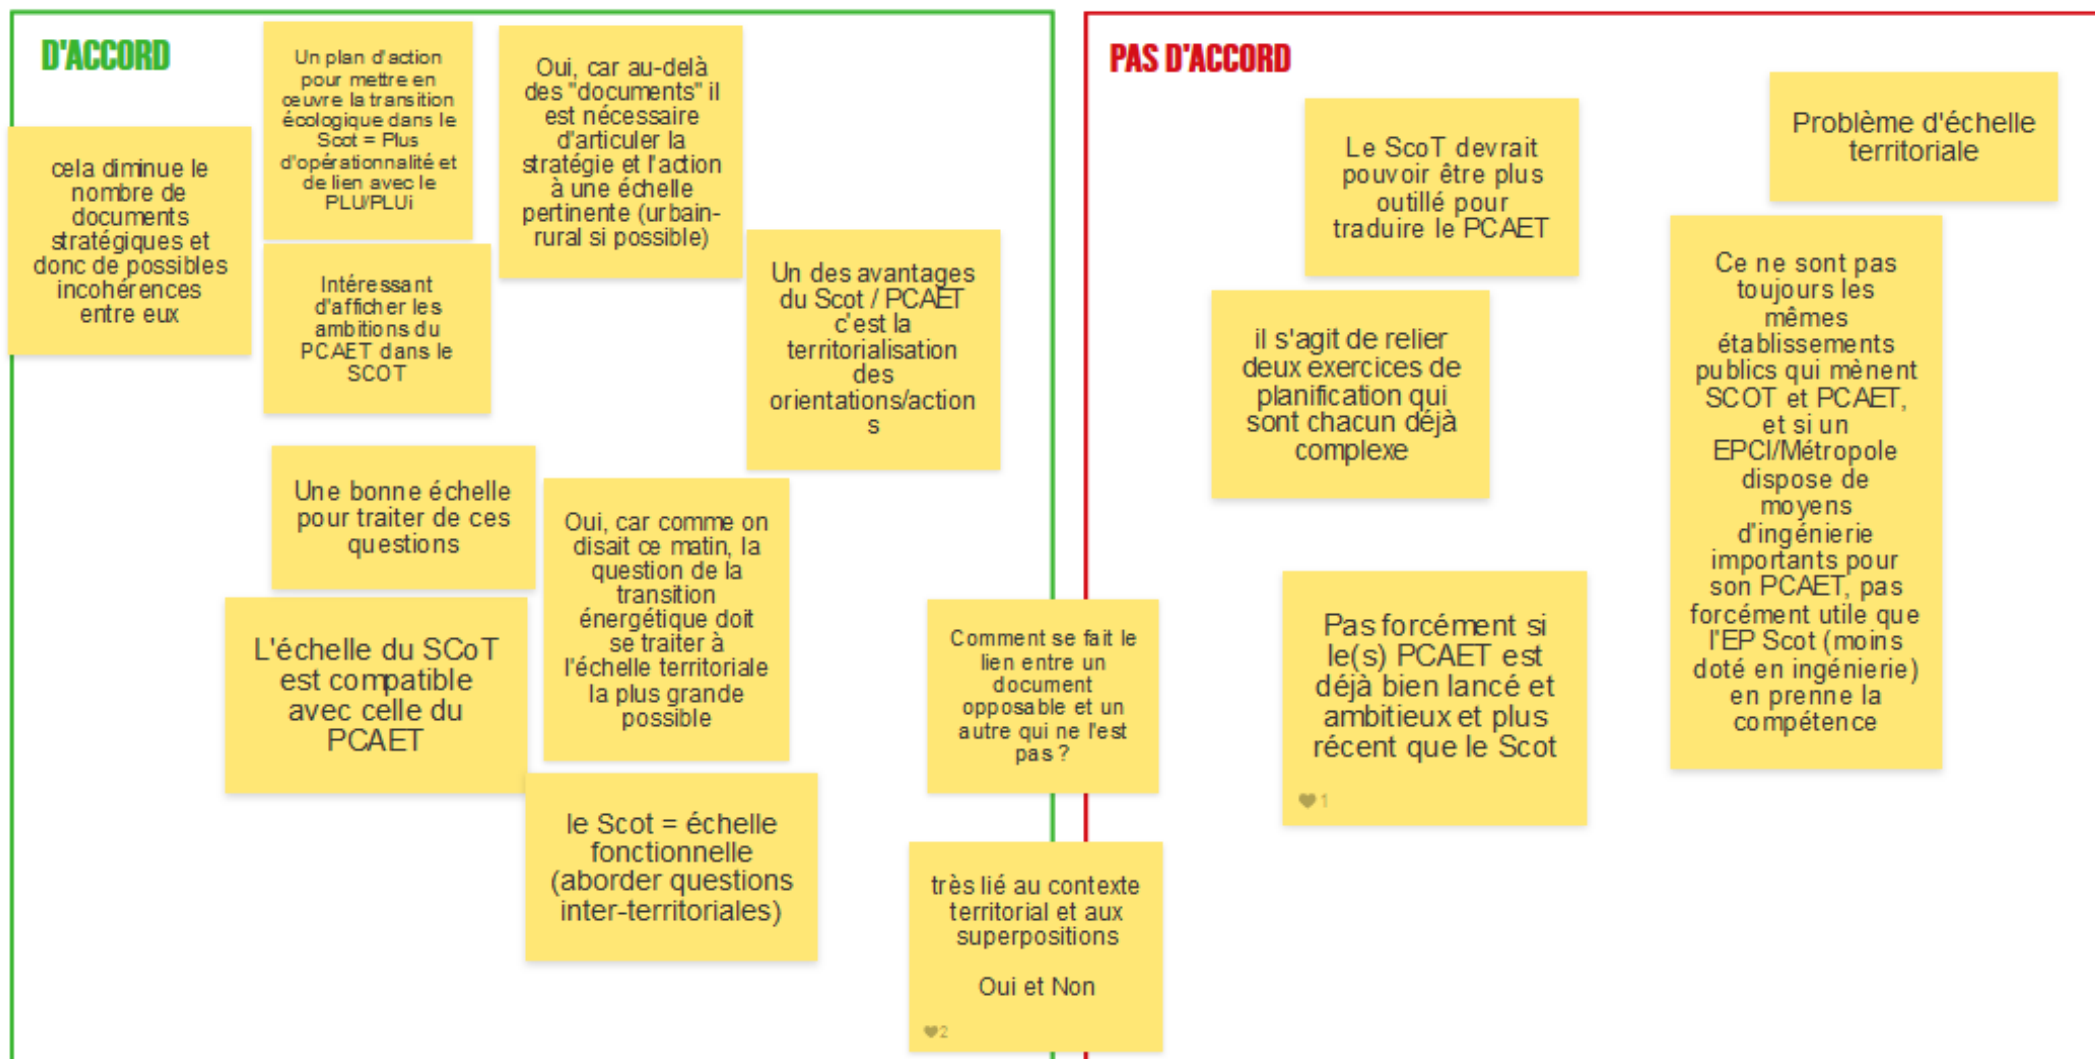 D'ACCORD
cela diminue le
nombre de
documents
stratégiques et
donc de possibles
incohérences
entre eux
Un plan d'action
pour mettre en
œuvre la transition
écologique dans le
Scot = Plus
d'opérationnalité et
de lien avec le
PLU/PLUi
Intéressant
d'afficher les
ambitions du
PCAET dans le
SCOT
Oui, car au-delà
des "documents" il
est nécessaire
d'articuler la
stratégie et l'action
à une échelle
pertinente (urbain-
rural si possible)
Un des avantages
du Scot / PCAET
c'est la
territorialisation
des
orientations/action
s
Une bonne échelle
pour traiter de ces
questions
L'échelle du SCoT
est compatible
avec celle du
PCAET
Oui, car comme on
disait ce matin, la
question de la
transition
énergétique doit
se traiter à
l'échelle territoriale
la plus grande
possible
le Scot = échelle
fonctionnelle
(aborder questions
inter-territoriales)
Comment se fait le
lien entre un
document
opposable et un
autre qui ne l'est
pas ?
très lié au contexte
territorial et aux
superpositions
Oui et Non
2
PAS D'ACCORD
Le ScoT devrait
pouvoir être plus
outillé pour
traduire le PCAET
Problème d'échelle
territoriale
il s'agit de relier
deux exercices de
planification qui
sont chacun déjà
complexe
Ce ne sont pas
toujours les
mêmes
établissements
publics qui mènent
SCOT et PCAET,
et si un
EPCI/Métropole
dispose de
moyens
d'ingénierie
importants pour
son PCAET, pas
forcément utile que
l'EP Scot (moins
doté en ingénierie)
en prenne la
compétence
Pas forcément si
le(s) PCAET est
déjà bien lancé et
ambitieux et plus
récent que le Scot
1